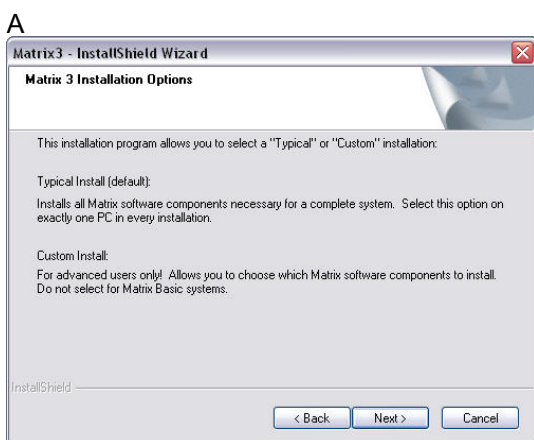 A
Matrix3 - InstallShield Wizard
Matrix 3 Installation Options
This installation program allows you to select a "Typical" or "Custom" installation:
Typical Install (default):
Installs all Matrix software components necessary for a complete system.  Select this option on
exactly one PC in every installation.
Custom Install:
For advanced users only!  Allows you to choose which Matrix software components to install.
Do not select for Matrix Basic systems.
InstallShield
< Back
Next >
Cancel